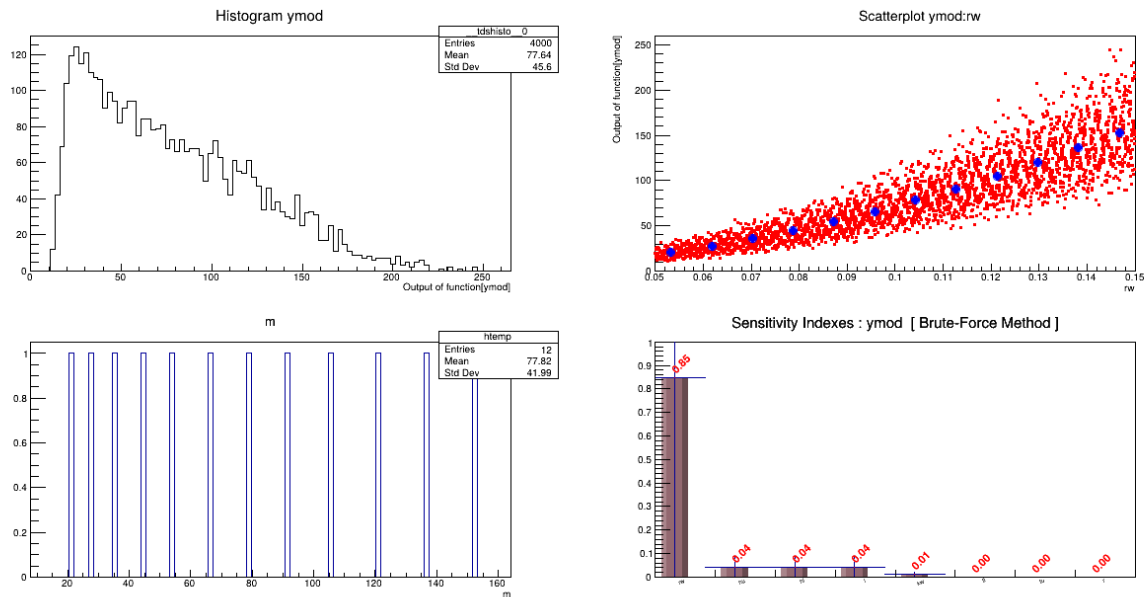 Histogram ymod
__tdshisto__0
Entries 4000
Mean 77.64
Std Dev 45.6
120
100
80
60
40
20
0
0 50 100 150 200 250
Output of function[ymod]
Scatterplot ymod:rw
Output of function[ymod]
250
200
150
100
50
0
0.05 0.06 0.07 0.08 0.09 0.1 0.11 0.12 0.13 0.14 0.15
rw
m
htemp
Entries 12
Mean 77.82
Std Dev 41.99
1
0.8
0.6
0.4
0.2
0
20 40 60 80 100 120 140 160
m
Sensitivity Indexes : ymod [ Brute-Force Method ]
1
0.9
0.8
0.7
0.6
0.5
0.4
0.3
0.2
0.1
0
0.85
0.04
0.04
0.04
0.01
0.00
0.00
0.00
rw